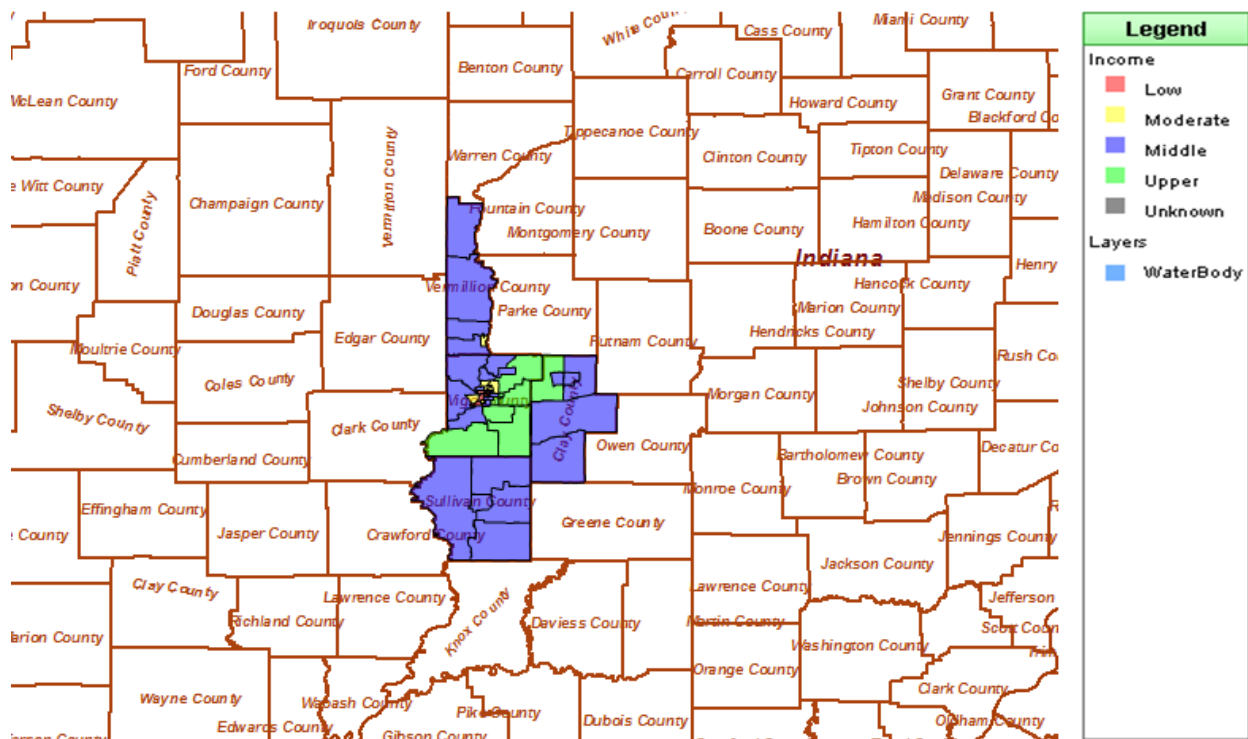 Iroquois County
White County
Cass County
Miami County
Legend
Ford County
Benton County
Carroll County
Income
McLean County
Howard County
Grant County
Low
Blackford Co
Moderate
Tippecanoe County
Warren County
Clinton County
Tipton County
Middle
e Witt County
Vermilion County
Delaware County
Upper
Champaign County
Fountain County
Madison County
Unknown
Piatt County
Montgomery County
Boone County
Hamilton County
Layers
Indiana
Henry
WaterBody
on County
Vermillion County
Hancock County
Douglas County
Parke County
Marion County
Edgar County
Putnam County
Hendricks County
Moultrie County
Rush Cou
Coles County
Shelby County
Morgan County
Shelby County
Clay County
Johnson County
Clark County
Owen County
Decatur Co
Cumberland County
Bartholomew County
Monroe County
Brown County
Sullivan County
Effingham County
Greene County
e County
Jasper County
Crawford County
Jennings County
Jackson County
Clay County
Lawrence County
Lawrence County
Jefferson
Richland County
Knox County
Daviess County
Martin County
Scott Coun
arion County
Washington County
Orange County
Wayne County
Wabash County
Clark County
Edwards County
Pike County
Dubois County
Oldham County
ferson County
Gibson County